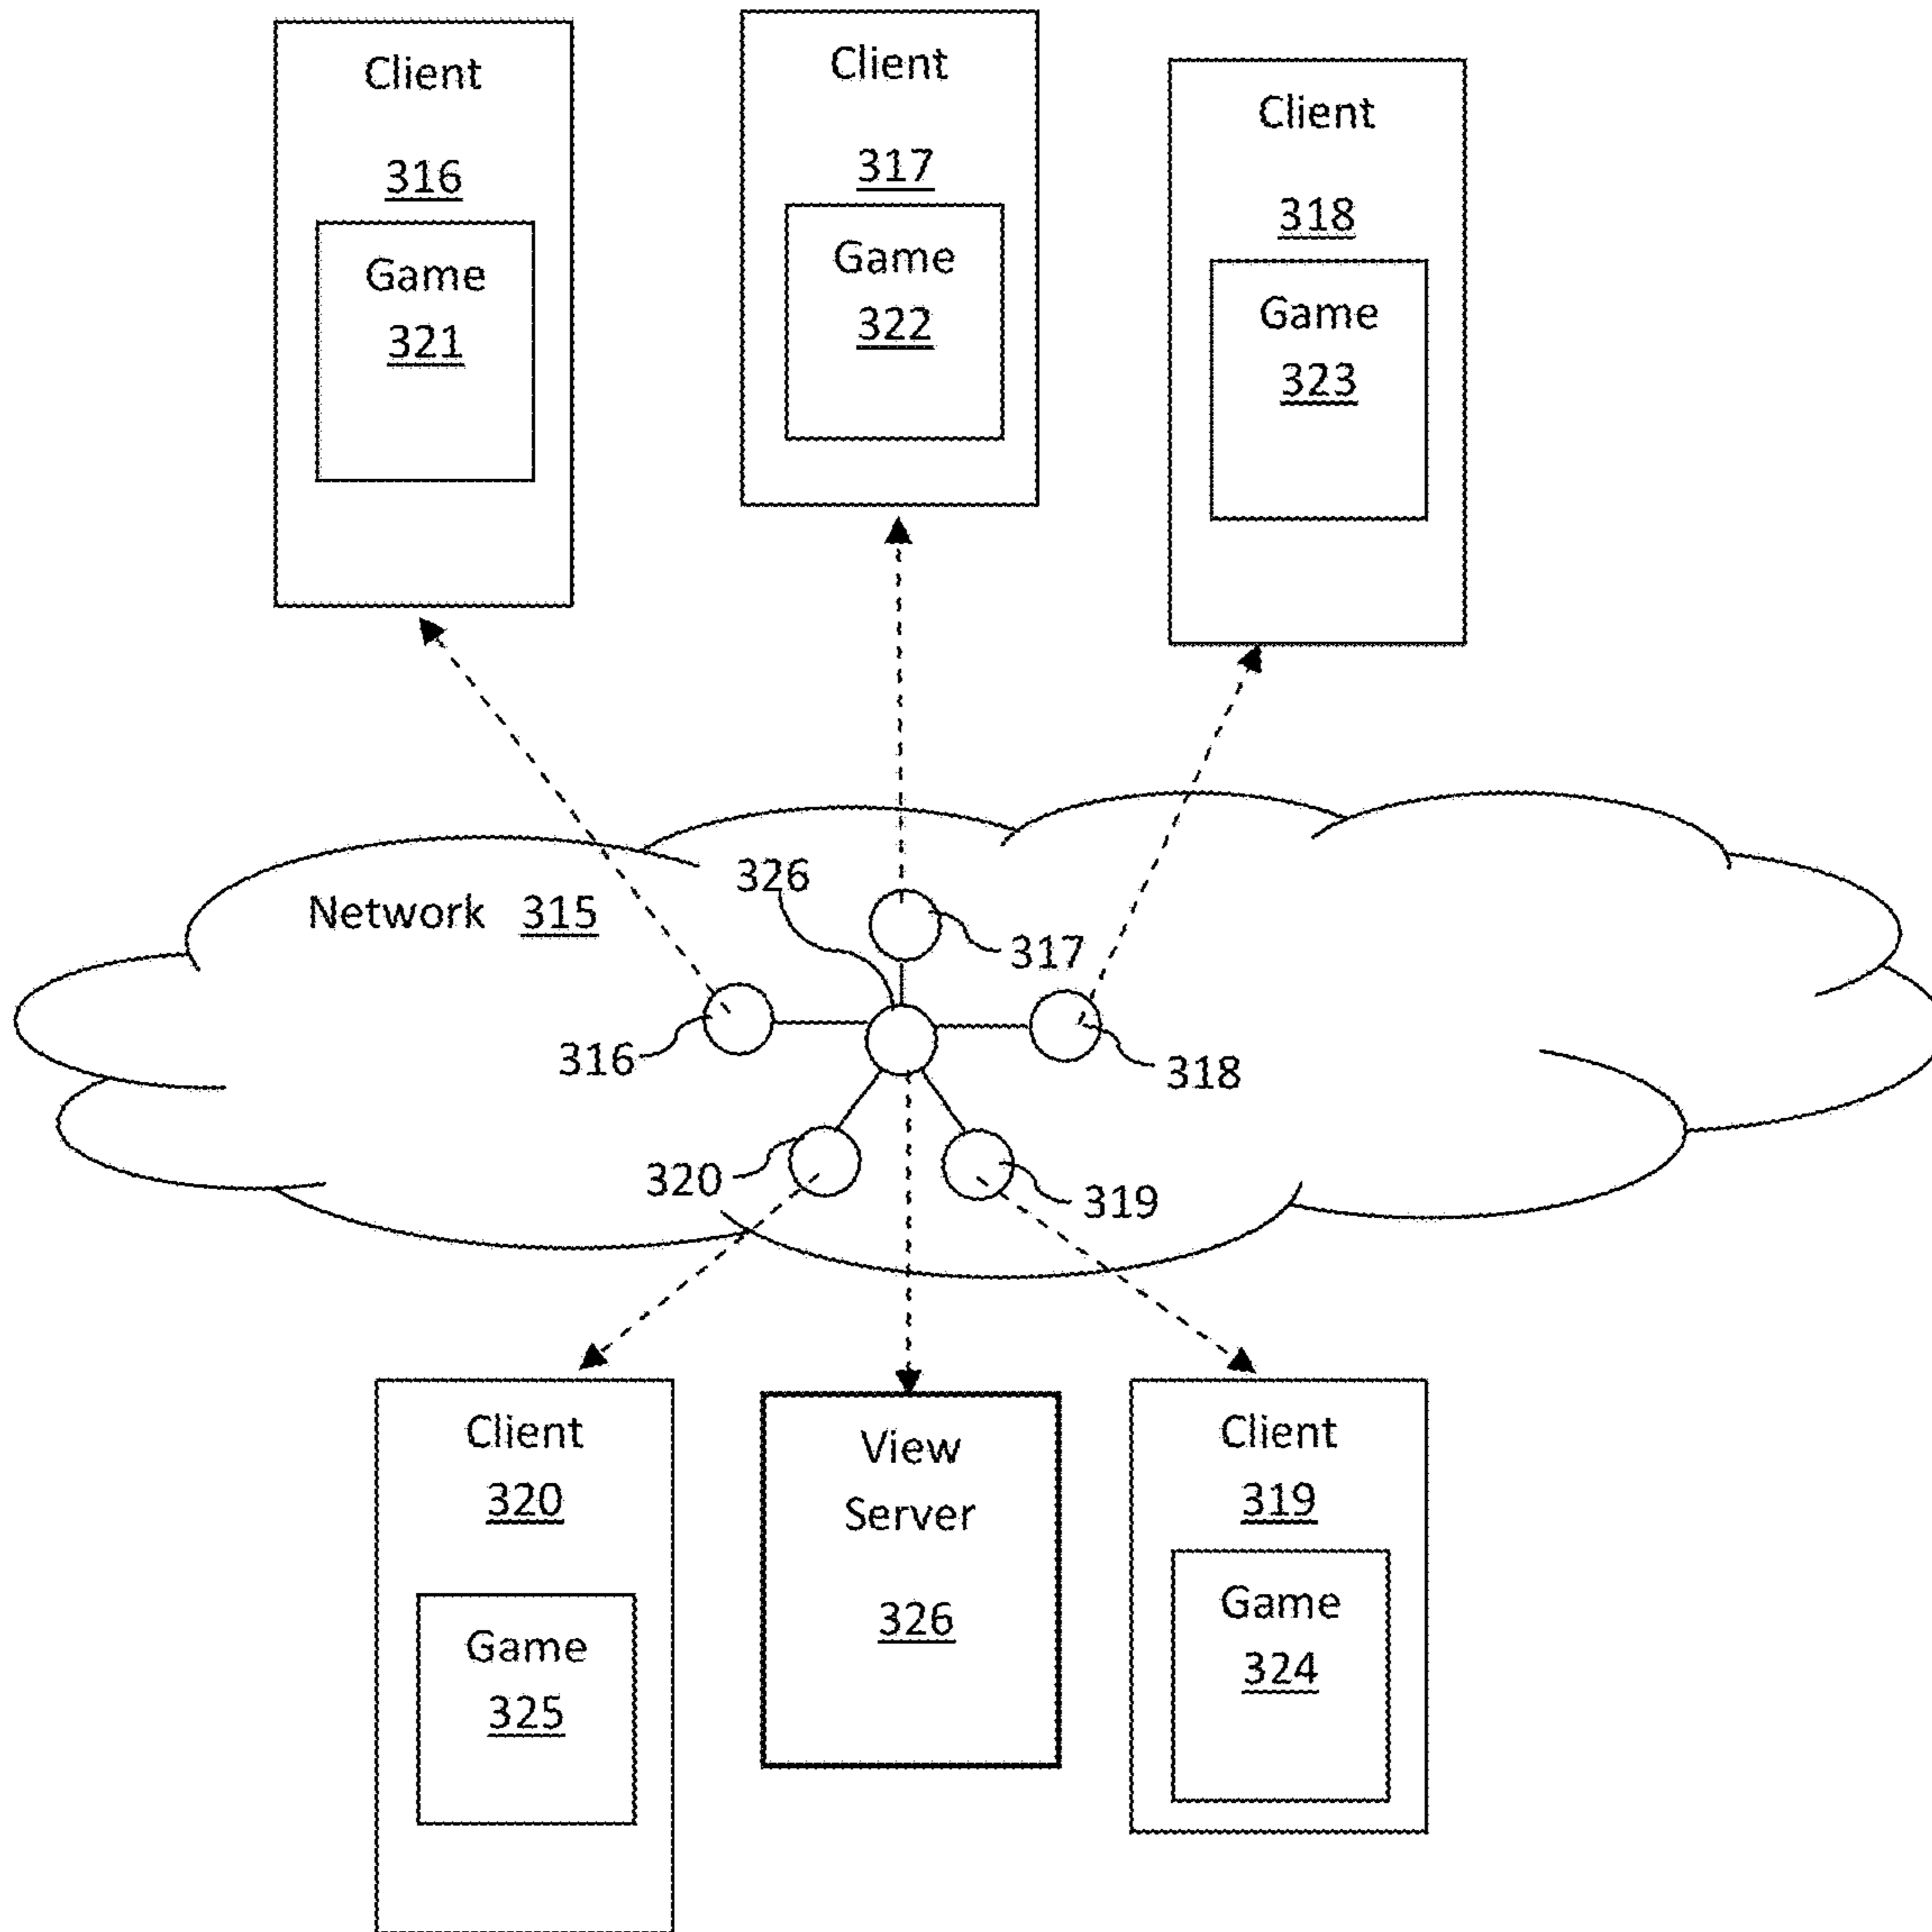 Client
316
Game
321
Client
317
Game
322
Client
318
Game
323
Network 315
326
317
316
318
320
319
Client
320
Game
325
View
Server
326
Client
319
Game
324